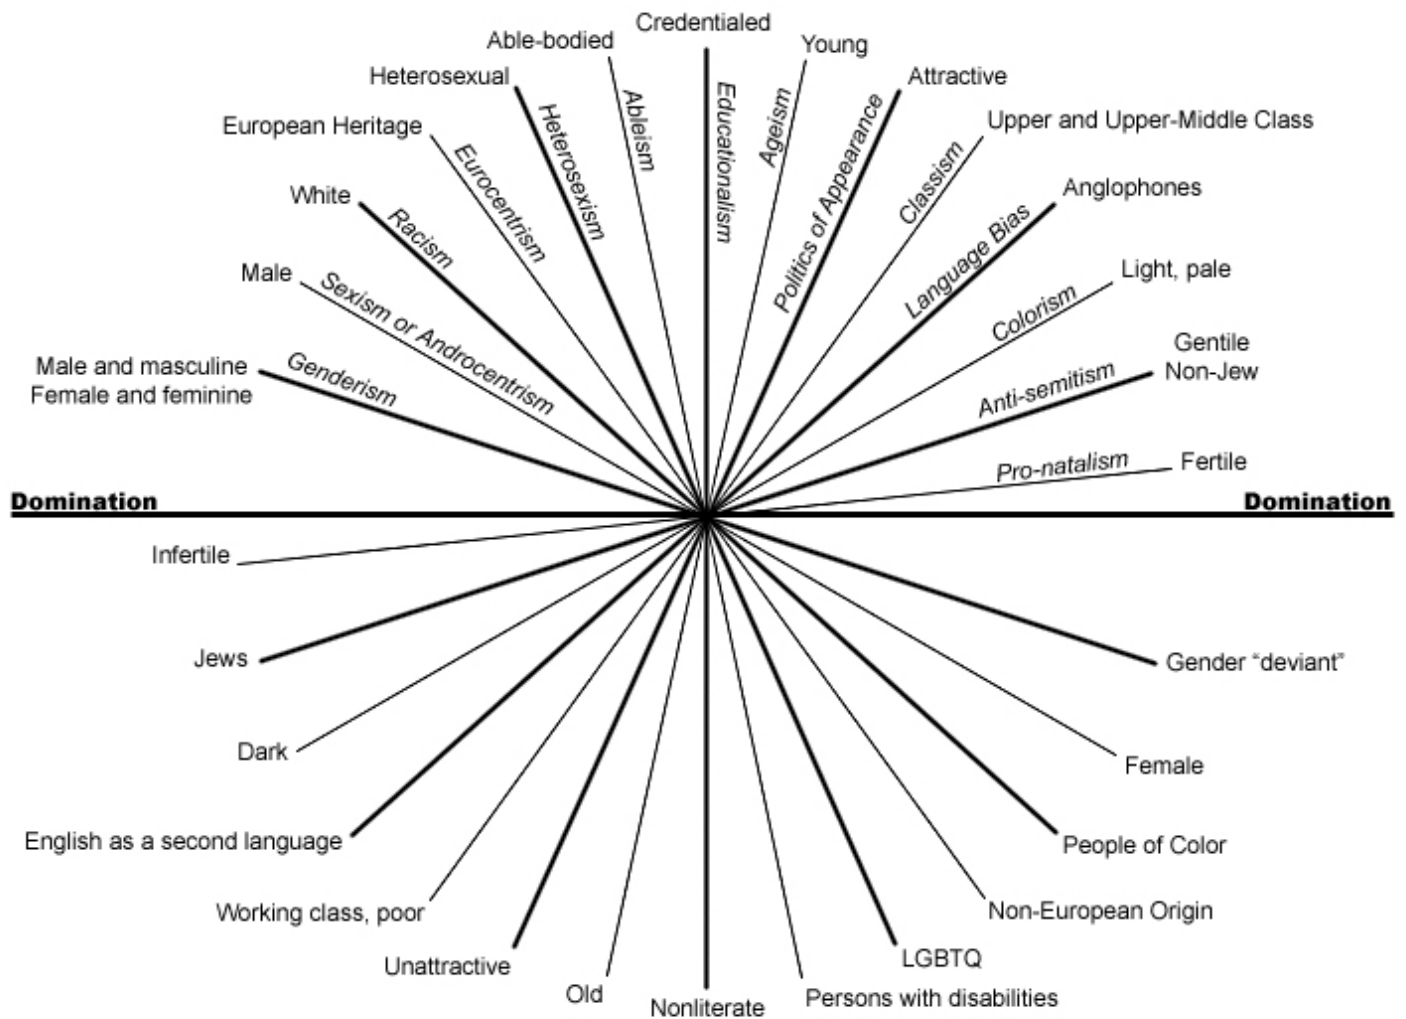 Credentialed
Able-bodied
Young
Heterosexual
Attractive
European Heritage
Upper and Upper-Middle Class
White
Anglophones
Male
Light, pale
Male and masculine
Female and feminine
Gentile
Non-Jew
Fertile
Genderism
Sexism or Androcentrism
Racism
Eurocentrism
Heterosexism
Ableism
Educationalism
Ageism
Politics of Appearance
Classism
Language Bias
Colorism
Anti-semitism
Pro-natalism
Domination
Domination
Infertile
Jews
Gender “deviant”
Dark
Female
English as a second language
People of Color
Working class, poor
Non-European Origin
Unattractive
LGBTQ
Old
Persons with disabilities
Nonliterate